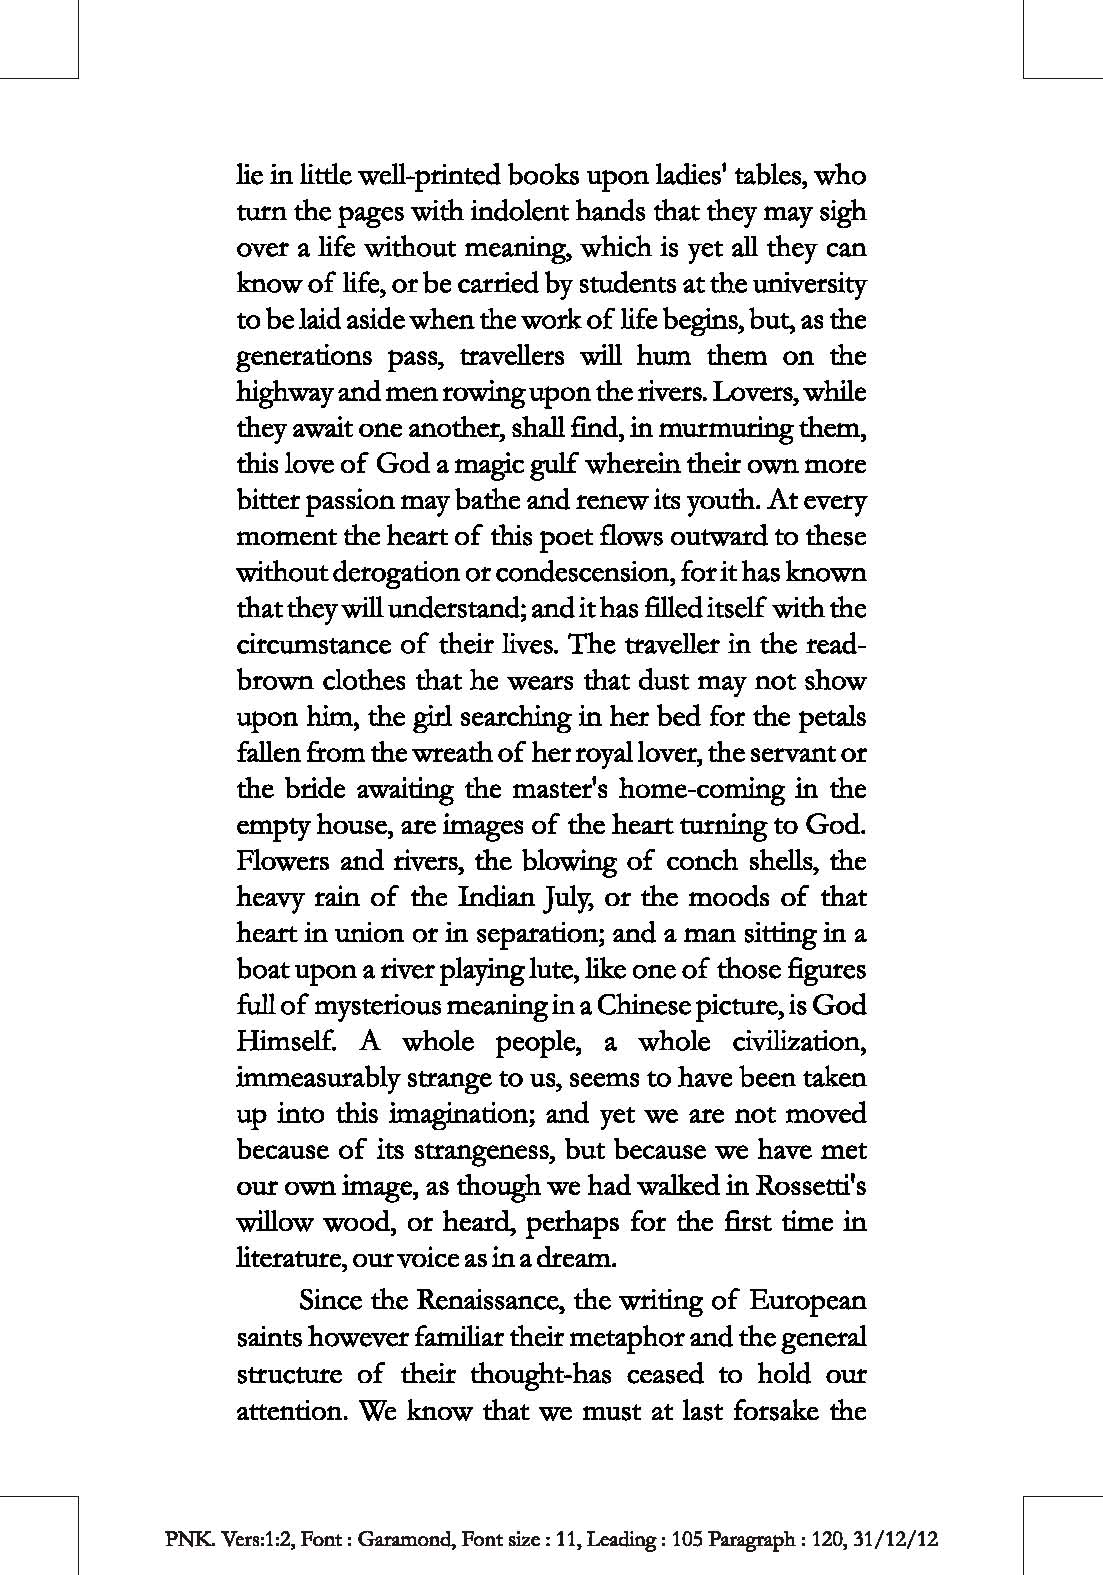 lie in little well-printed books upon ladies' tables, who
turn the pages with indolent hands that they may sigh
over a life without meaning, which is yet all they can
know of life, or be carried by students at the university
to be laid aside when the work of life begins, but, as the
generations pass, travellers will hum them on the
highway and men rowing upon the rivers. Lovers, while
they await one another, shall find, in murmuring them,
this love of God a magic gulf wherein their own more
bitter passion may bathe and renew its youth. At every
moment the heart of this poet flows outward to these
without derogation or condescension, for it has known
that they will understand; and it has filled itself with the
circumstance of their lives. The traveller in the read-
brown clothes that he wears that dust may not show
upon him, the girl searching in her bed for the petals
fallen from the wreath of her royal lover, the servant or
the bride awaiting the master's home-coming in the
empty house, are images of the heart turning to God.
Flowers and rivers, the blowing of conch shells, the
heavy rain of the Indian July, or the moods of that
heart in union or in separation; and a man sitting in a
boat upon a river playing lute, like one of those figures
full of mysterious meaning in a Chinese picture, is God
Himself. A whole people, a whole civilization,
immeasurably strange to us, seems to have been taken
up into this imagination; and yet we are not moved
because of its strangeness, but because we have met
our own image, as though we had walked in Rossetti's
willow wood, or heard, perhaps for the first time in
literature, our voice as in a dream.
Since the Renaissance, the writing of European
saints however familiar their metaphor and the general
structure of their thought-has ceased to hold our
attention. We know that we must at last forsake the
PNK. Vers:1:2, Font : Garamond, Font size : 11, Leading : 105 Paragraph : 120, 31/12/12